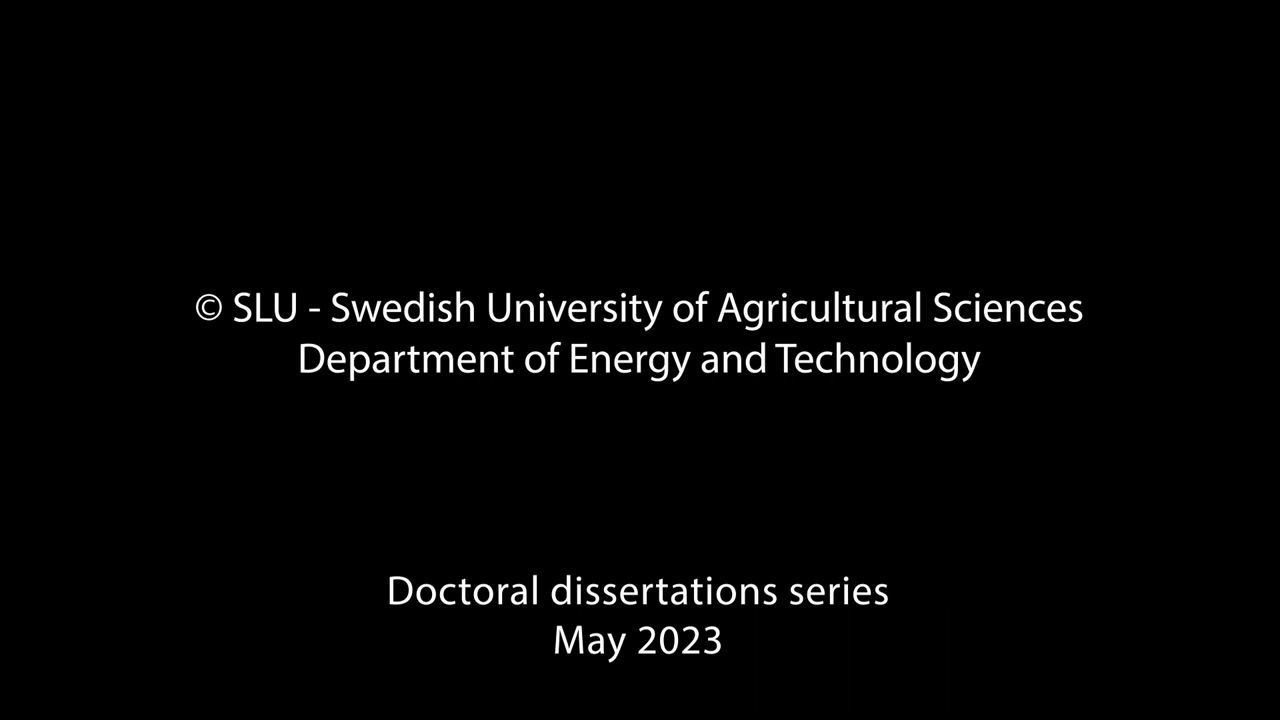 © SLU - Swedish University of Agricultural Sciences
Department of Energy and Technology
Doctoral dissertations series
May 2023